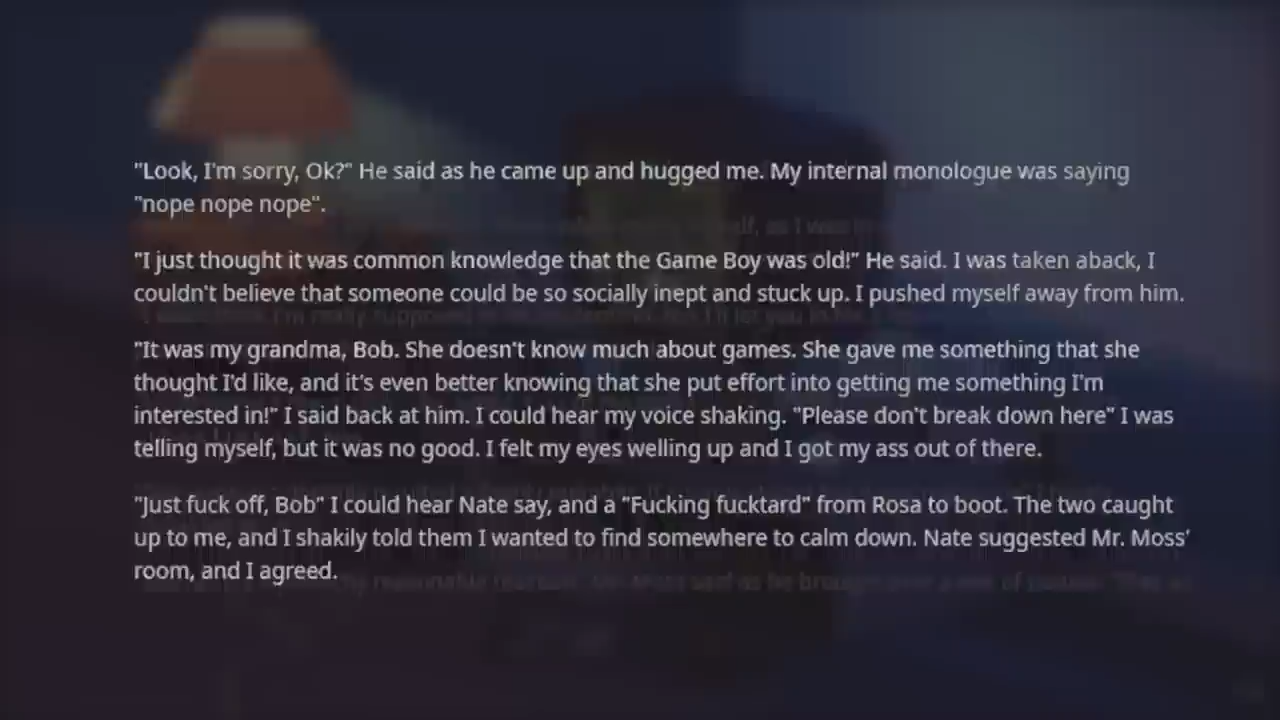 "Look, I'm sorry, Ok?" He said as he came up and hugged me. My internal monologue was saying
"nope nope nope".
"I just thought it was common knowledge that the Game Boy was old!" He said. I was taken aback, I
couldn't believe that someone could be so socially inept and stuck up. I pushed myself away from him.
"It was my grandma, Bob. She doesn't know much about games. She gave me something that she
thought I'd like, and it's even better knowing that she put effort into getting me something I'm
interested in!" I said back at him. I could hear my voice shaking. "Please don't break down here" I was
telling myself, but it was no good. I felt my eyes welling up and I got my ass out of there.
"Just fuck off, Bob" I could hear Nate say, and a "Fucking fucktard" from Rosa to boot. The two caught
up to me, and I shakily told them I wanted to find somewhere to calm down. Nate suggested Mr. Moss'
room, and I agreed.